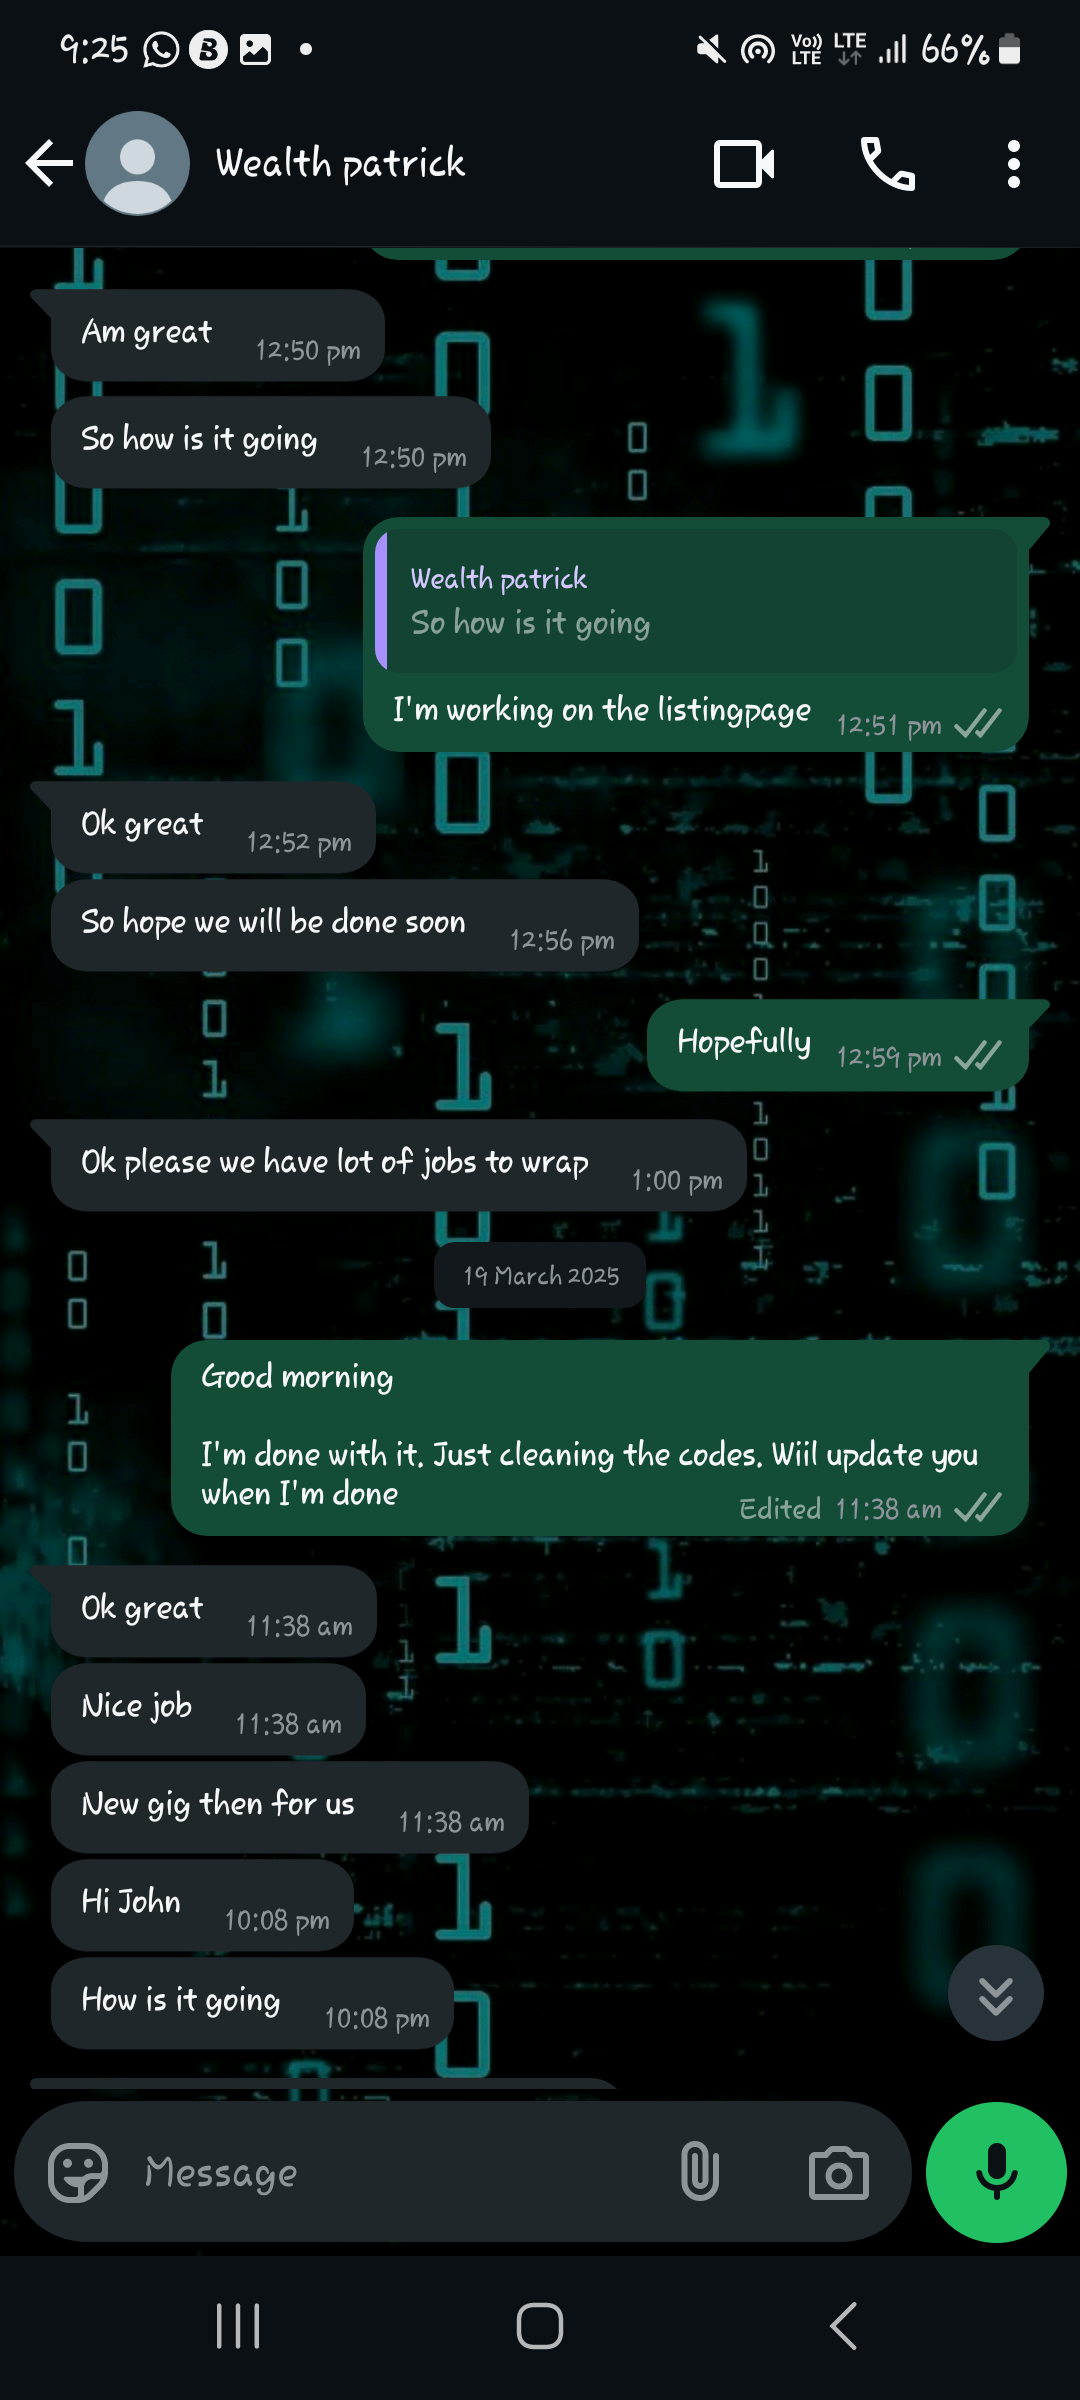 9:25
Vo)) LTE
LTE
66%
Wealth patrick
Am great
12:50 pm
So how is it going
12:50 pm
Wealth patrick
So how is it going
I'm working on the listingpage
12:51 pm
Ok great
12:52 pm
So hope we will be done soon
12:56 pm
Hopefully
12:59 pm
Ok please we have lot of jobs to wrap
1:00 pm
19 March 2025
Good morning
I'm done with it. Just cleaning the codes. Wiil update you
when I'm done
Edited 11:38 am
Ok great
11:38 am
Nice job
11:38 am
New gig then for us
11:38 am
Hi John
10:08 pm
How is it going
10:08 pm
Message